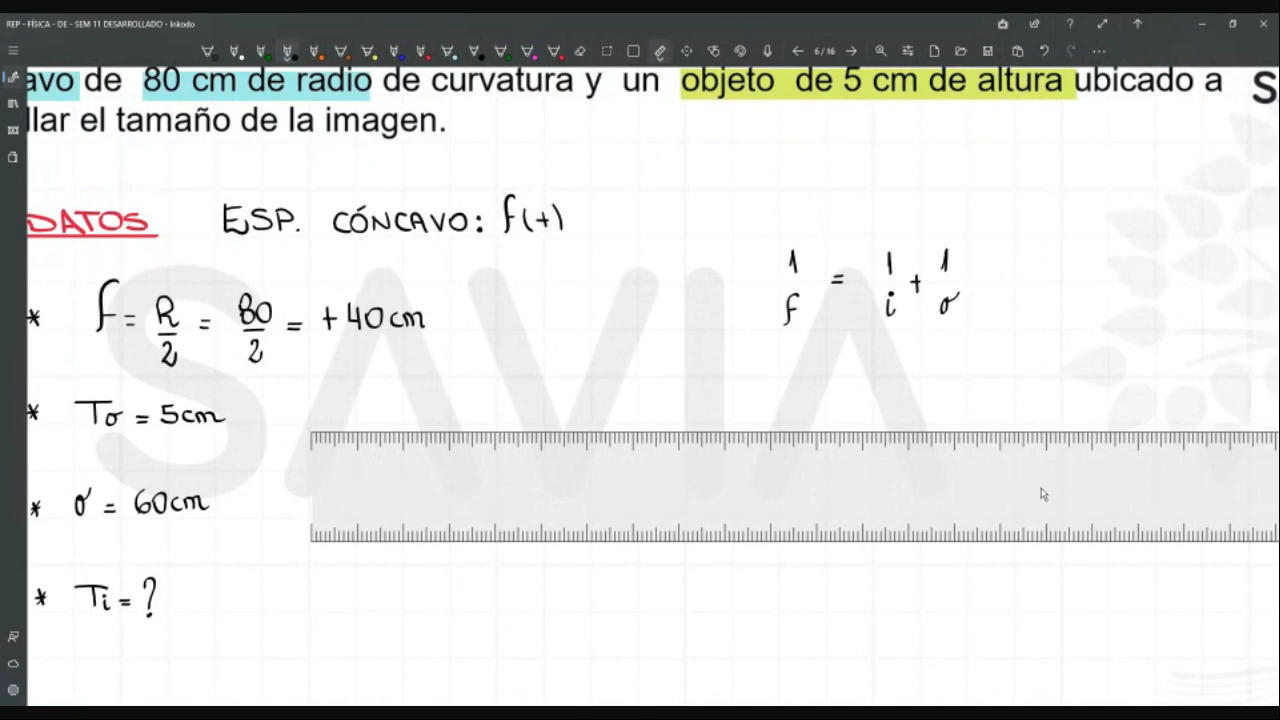 REP - FÍSICA - DE - SEM 11 DESARROLLADO - Inkodo
6/16
avo de 80 cm de radio de curvatura y un objeto de 5 cm de altura ubicado a
llar el tamaño de la imagen.
S
DATOS ESP. CÓNCAVO: f(+)
1/f = 1/i + 1/o
* f = R/2 = 80/2 = +40cm
* To = 5cm
* o = 60cm
* Ti = ?
SAVIA